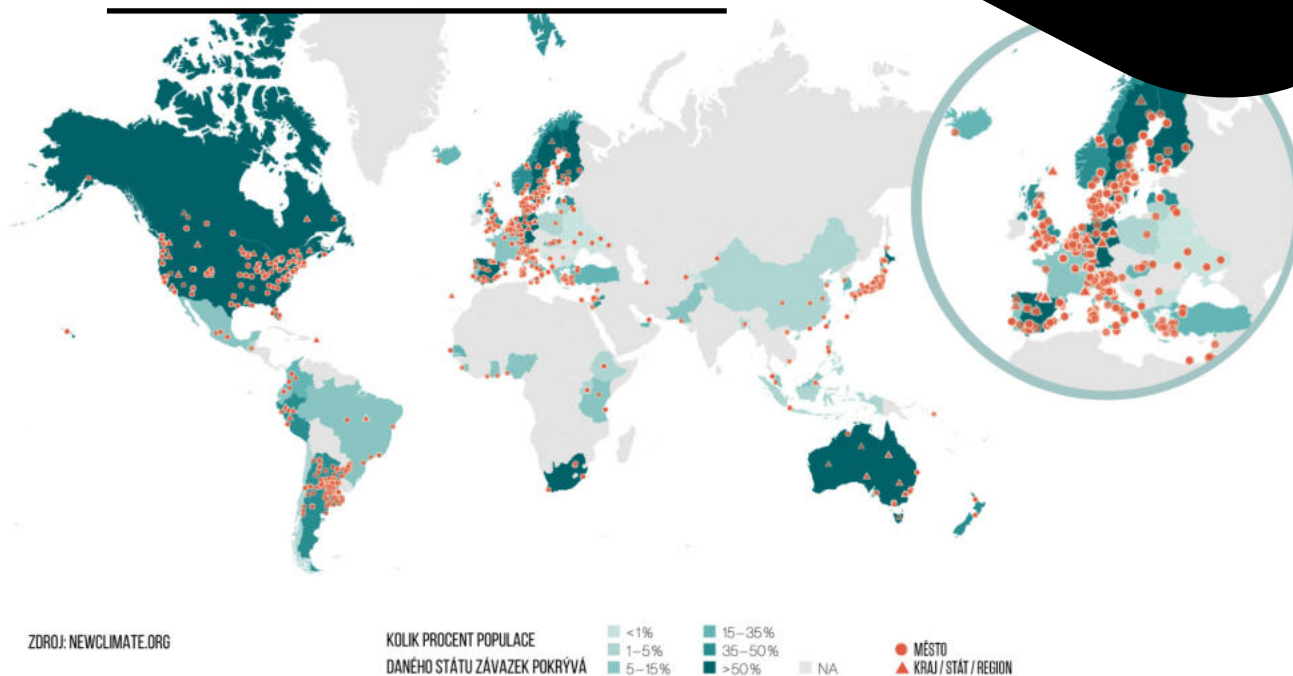 ZDROJ: NEWCLIMATE.ORG
KOLIK PROCENT POPULACE
DANÉHO STÁTU ZÁVAZEK POKRÝVÁ
<1%
1–5%
5–15%
15–35%
35–50%
>50%
NA
MĚSTO
KRAJ / STÁT / REGION